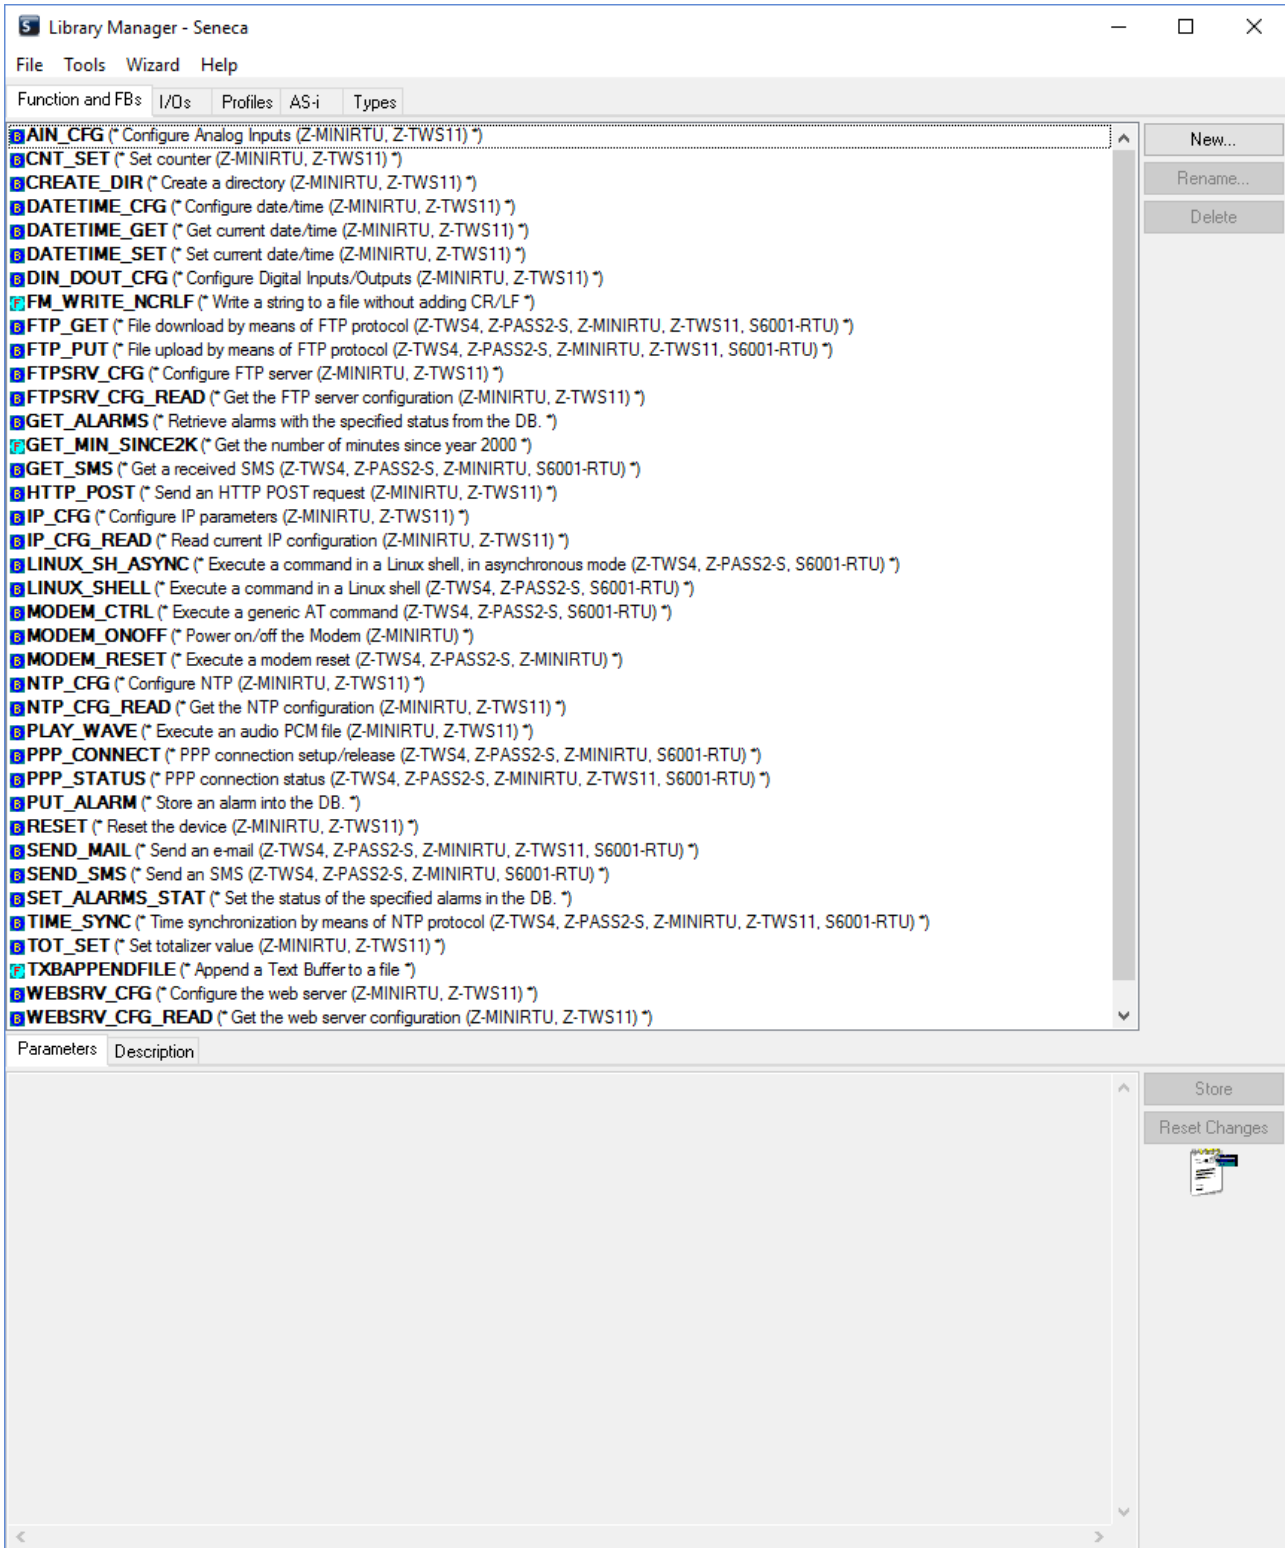 Library Manager - Seneca
File Tools Wizard Help
Function and FBs I/Os Profiles AS-i Types
AIN_CFG (* Configure Analog Inputs (Z-MINIRTU, Z-TWS11) *)
CNT_SET (* Set counter (Z-MINIRTU, Z-TWS11) *)
CREATE_DIR (* Create a directory (Z-MINIRTU, Z-TWS11) *)
DATETIME_CFG (* Configure date/time (Z-MINIRTU, Z-TWS11) *)
DATETIME_GET (* Get current date/time (Z-MINIRTU, Z-TWS11) *)
DATETIME_SET (* Set current date/time (Z-MINIRTU, Z-TWS11) *)
DIN_DOUT_CFG (* Configure Digital Inputs/Outputs (Z-MINIRTU, Z-TWS11) *)
FM_WRITE_NCRLF (* Write a string to a file without adding CR/LF *)
FTP_GET (* File download by means of FTP protocol (Z-TWS4, Z-PASS2-S, Z-MINIRTU, Z-TWS11, S6001-RTU) *)
FTP_PUT (* File upload by means of FTP protocol (Z-TWS4, Z-PASS2-S, Z-MINIRTU, Z-TWS11, S6001-RTU) *)
FTPSRV_CFG (* Configure FTP server (Z-MINIRTU, Z-TWS11) *)
FTPSRV_CFG_READ (* Get the FTP server configuration (Z-MINIRTU, Z-TWS11) *)
GET_ALARMS (* Retrieve alarms with the specified status from the DB. *)
GET_MIN_SINCE2K (* Get the number of minutes since year 2000 *)
GET_SMS (* Get a received SMS (Z-TWS4, Z-PASS2-S, Z-MINIRTU, S6001-RTU) *)
HTTP_POST (* Send an HTTP POST request (Z-MINIRTU, Z-TWS11) *)
IP_CFG (* Configure IP parameters (Z-MINIRTU, Z-TWS11) *)
IP_CFG_READ (* Read current IP configuration (Z-MINIRTU, Z-TWS11) *)
LINUX_SH_ASYNC (* Execute a command in a Linux shell, in asynchronous mode (Z-TWS4, Z-PASS2-S, S6001-RTU) *)
LINUX_SHELL (* Execute a command in a Linux shell (Z-TWS4, Z-PASS2-S, S6001-RTU) *)
MODEM_CTRL (* Execute a generic AT command (Z-TWS4, Z-PASS2-S, S6001-RTU) *)
MODEM_ONOFF (* Power on/off the Modem (Z-MINIRTU) *)
MODEM_RESET (* Execute a modem reset (Z-TWS4, Z-PASS2-S, Z-MINIRTU) *)
NTP_CFG (* Configure NTP (Z-MINIRTU, Z-TWS11) *)
NTP_CFG_READ (* Get the NTP configuration (Z-MINIRTU, Z-TWS11) *)
PLAY_WAVE (* Execute an audio PCM file (Z-MINIRTU, Z-TWS11) *)
PPP_CONNECT (* PPP connection setup/release (Z-TWS4, Z-PASS2-S, Z-MINIRTU, S6001-RTU) *)
PPP_STATUS (* PPP connection status (Z-TWS4, Z-PASS2-S, Z-MINIRTU, Z-TWS11, S6001-RTU) *)
PUT_ALARM (* Store an alarm into the DB. *)
RESET (* Reset the device (Z-MINIRTU, Z-TWS11) *)
SEND_MAIL (* Send an e-mail (Z-TWS4, Z-PASS2-S, Z-MINIRTU, Z-TWS11, S6001-RTU) *)
SEND_SMS (* Send an SMS (Z-TWS4, Z-PASS2-S, Z-MINIRTU, S6001-RTU) *)
SET_ALARMS_STAT (* Set the status of the specified alarms in the DB. *)
TIME_SYNC (* Time synchronization by means of NTP protocol (Z-TWS4, Z-PASS2-S, Z-MINIRTU, Z-TWS11, S6001-RTU) *)
TOT_SET (* Set totalizer value (Z-MINIRTU, Z-TWS11) *)
TXBAPPENDFILE (* Append a Text Buffer to a file *)
WEBSRV_CFG (* Configure the web server (Z-MINIRTU, Z-TWS11) *)
WEBSRV_CFG_READ (* Get the web server configuration (Z-MINIRTU, Z-TWS11) *)
New...
Rename...
Delete
Parameters Description
Store
Reset Changes